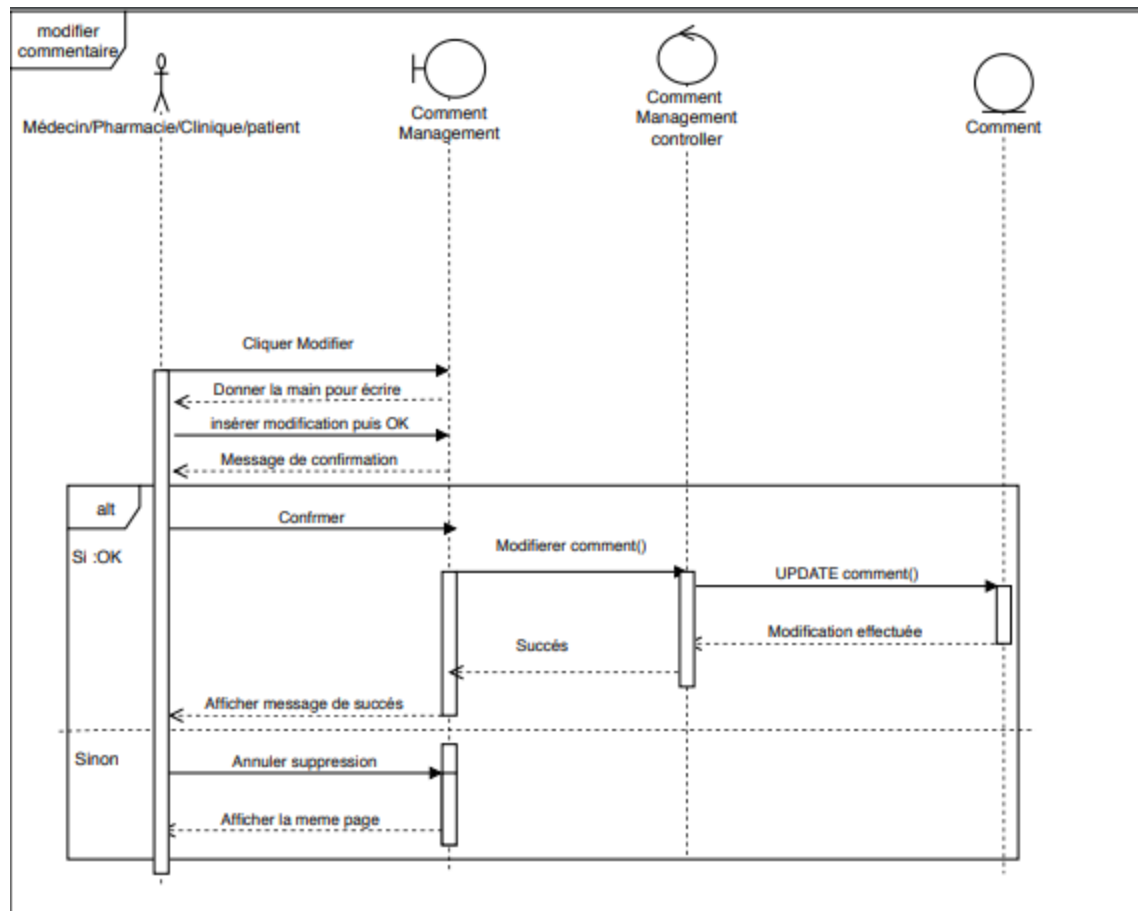 modifier
commentaire
Médecin/Pharmacie/Clinique/patient
Comment
Management
Comment
Management
controller
Comment
Cliquer Modifier
Donner la main pour écrire
insérer modification puis OK
Message de confirmation
alt
Confrmer
Si :OK
Modifierer comment()
UPDATE comment()
Modification effectuée
Succés
Afficher message de succés
Sinon
Annuler suppression
Afficher la meme page